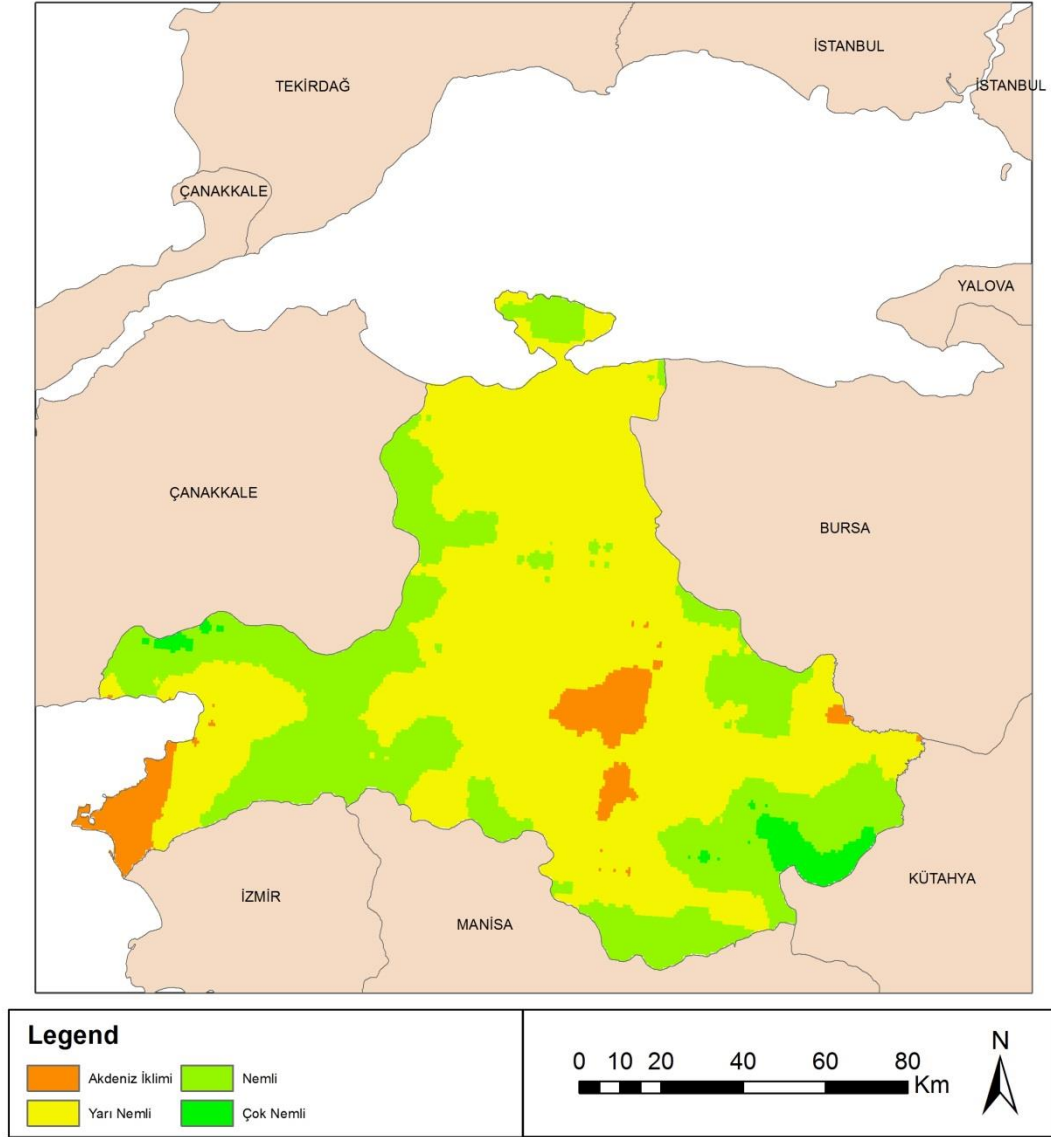 İSTANBUL
TEKİRDAĞ
İSTANBUL
ÇANAKKALE
YALOVA
ÇANAKKALE
BURSA
KÜTAHYA
İZMİR
MANİSA
Legend
Akdeniz İklimi
Nemli
Yarı Nemli
Çok Nemli
0 10 20 40 60 80
Km
N